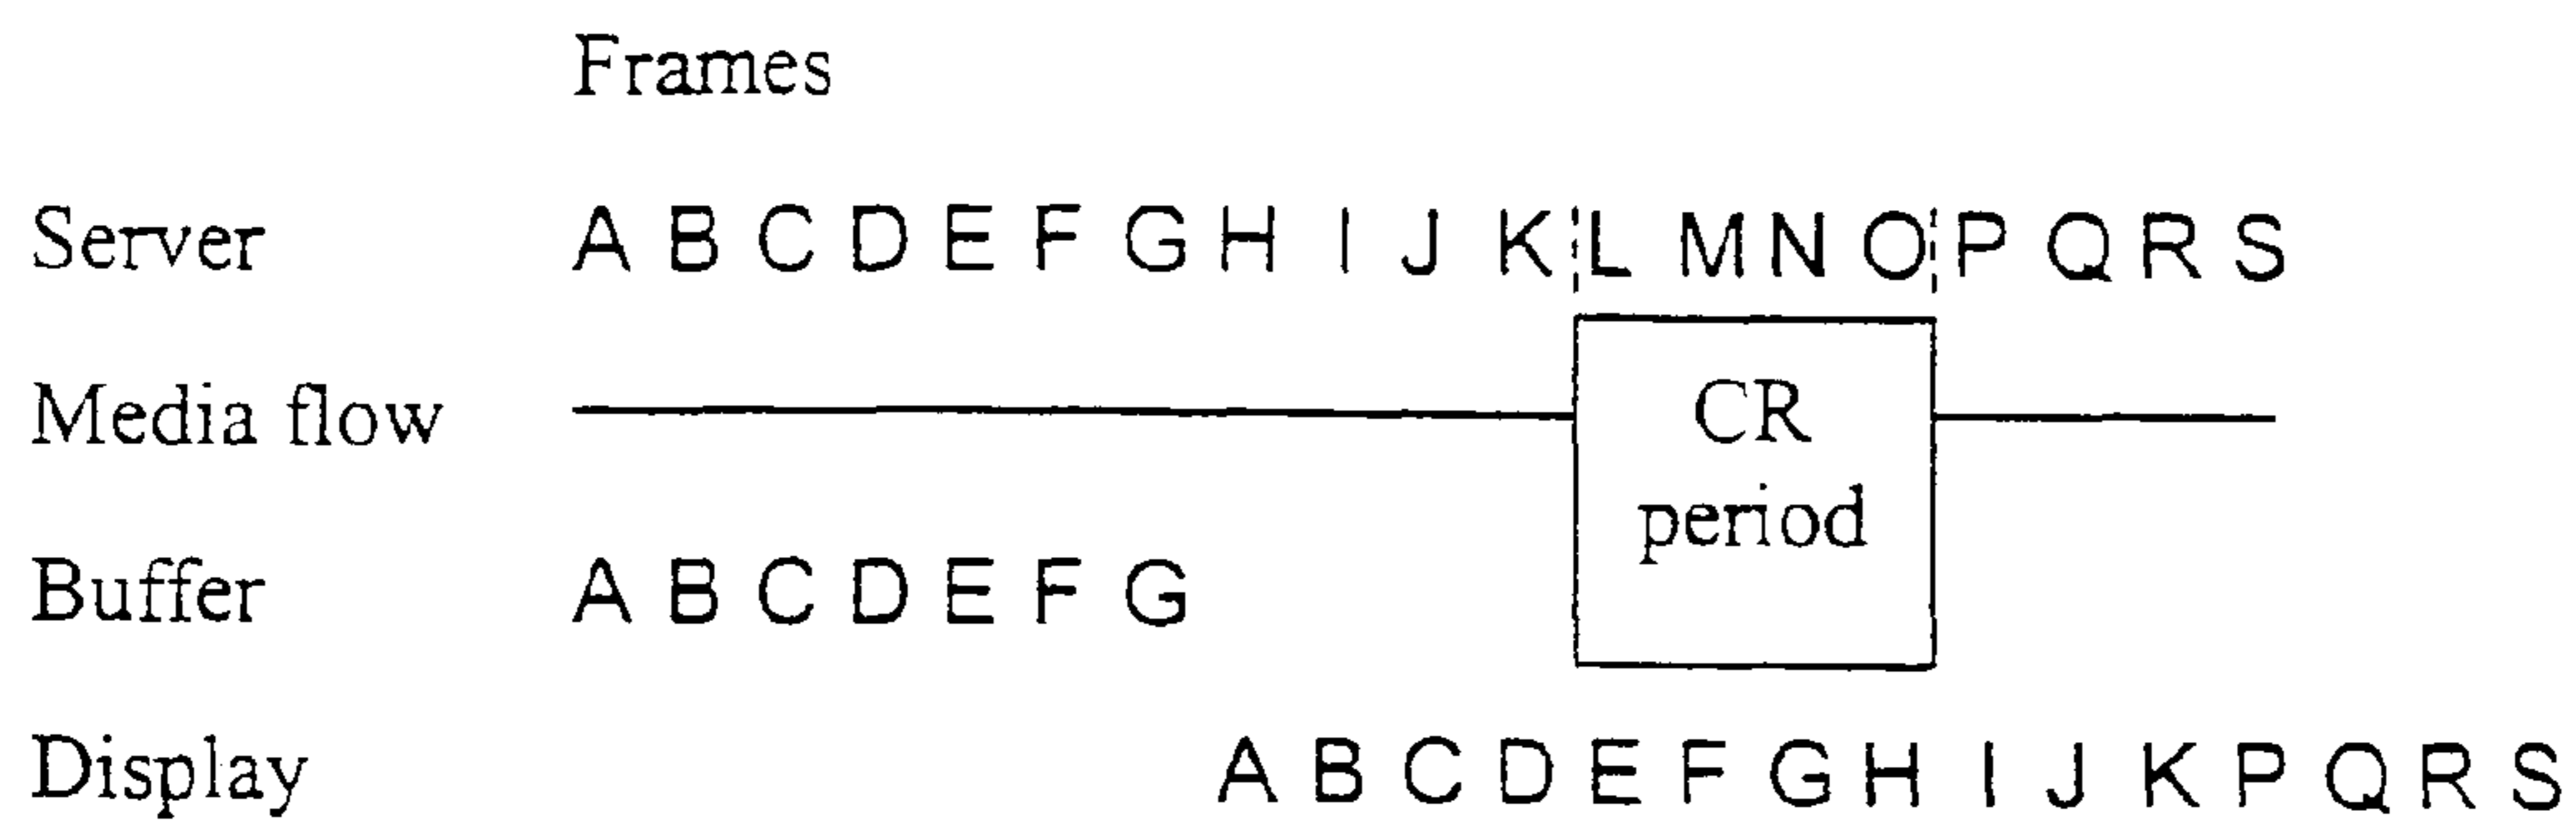 Frames
Server A B C D E F G H I J K L M N O P Q R S
Media flow
CR
period
Buffer A B C D E F G
Display A B C D E F G H I J K P Q R S